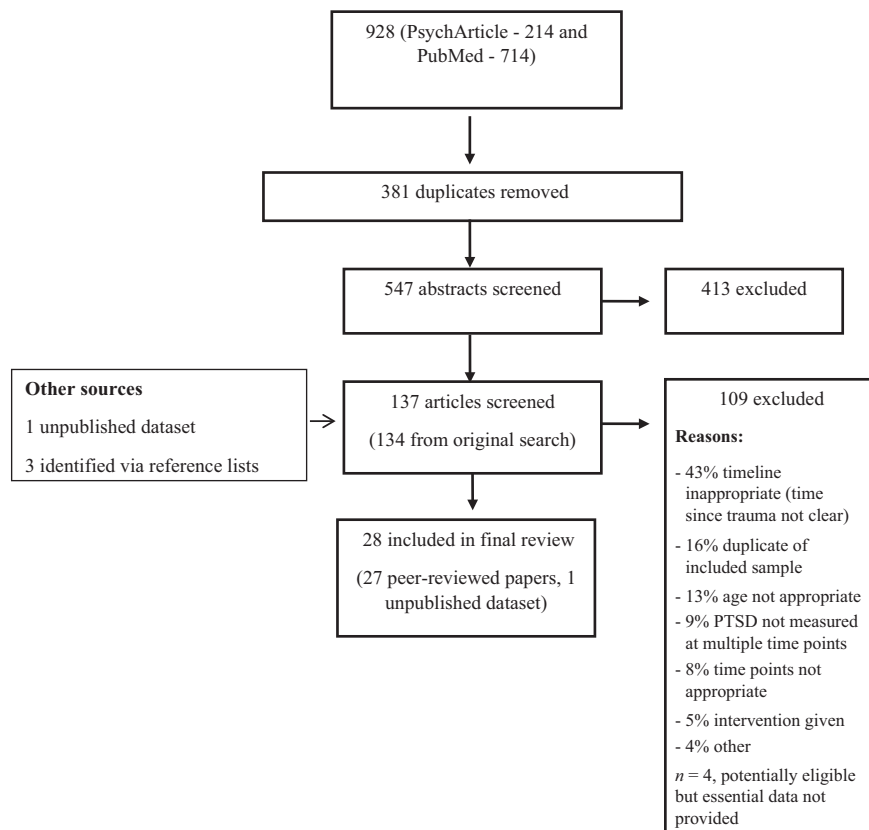 928 (PsychArticle - 214 and
PubMed - 714)
381 duplicates removed
547 abstracts screened
413 excluded
Other sources
1 unpublished dataset
3 identified via reference lists
137 articles screened
(134 from original search)
109 excluded
Reasons:
- 43% timeline
inappropriate (time
since trauma not clear)
- 16% duplicate of
included sample
- 13% age not appropriate
- 9% PTSD not measured
at multiple time points
- 8% time points not
appropriate
- 5% intervention given
- 4% other
n = 4, potentially eligible
but essential data not
provided
28 included in final review
(27 peer-reviewed papers, 1
unpublished dataset)